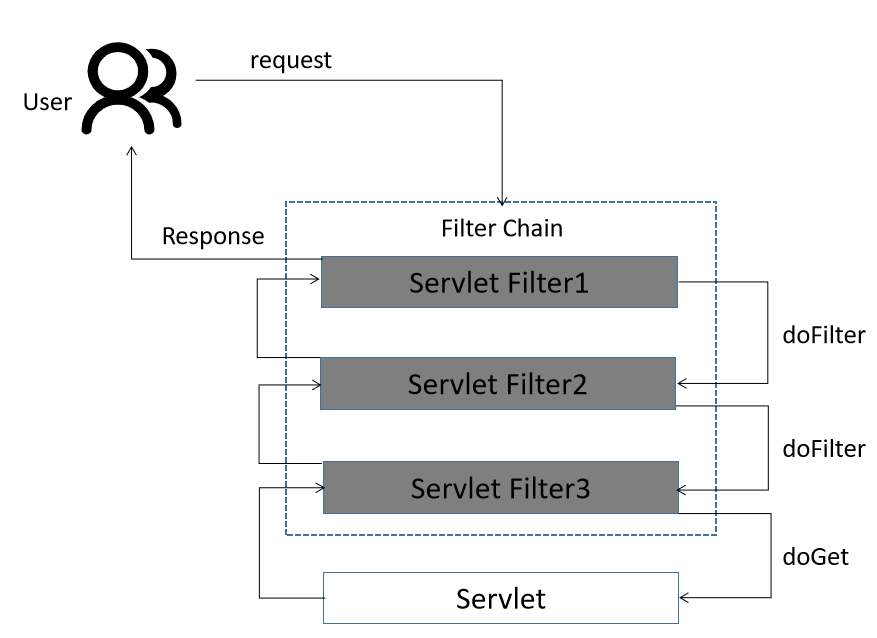 request
User
Filter Chain
Response
Servlet Filter1
doFilter
Servlet Filter2
doFilter
Servlet Filter3
doGet
Servlet